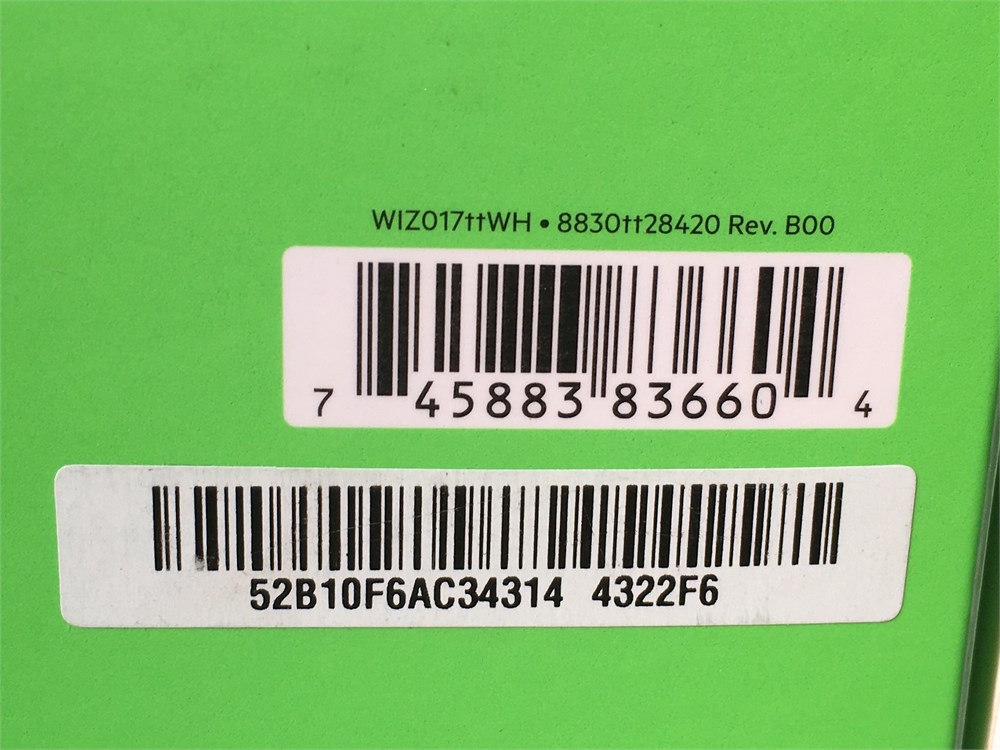 WIZ017ttWH • 8830tt28420 Rev. B00
7 45883 83660 4
52B10F6AC34314 4322F6